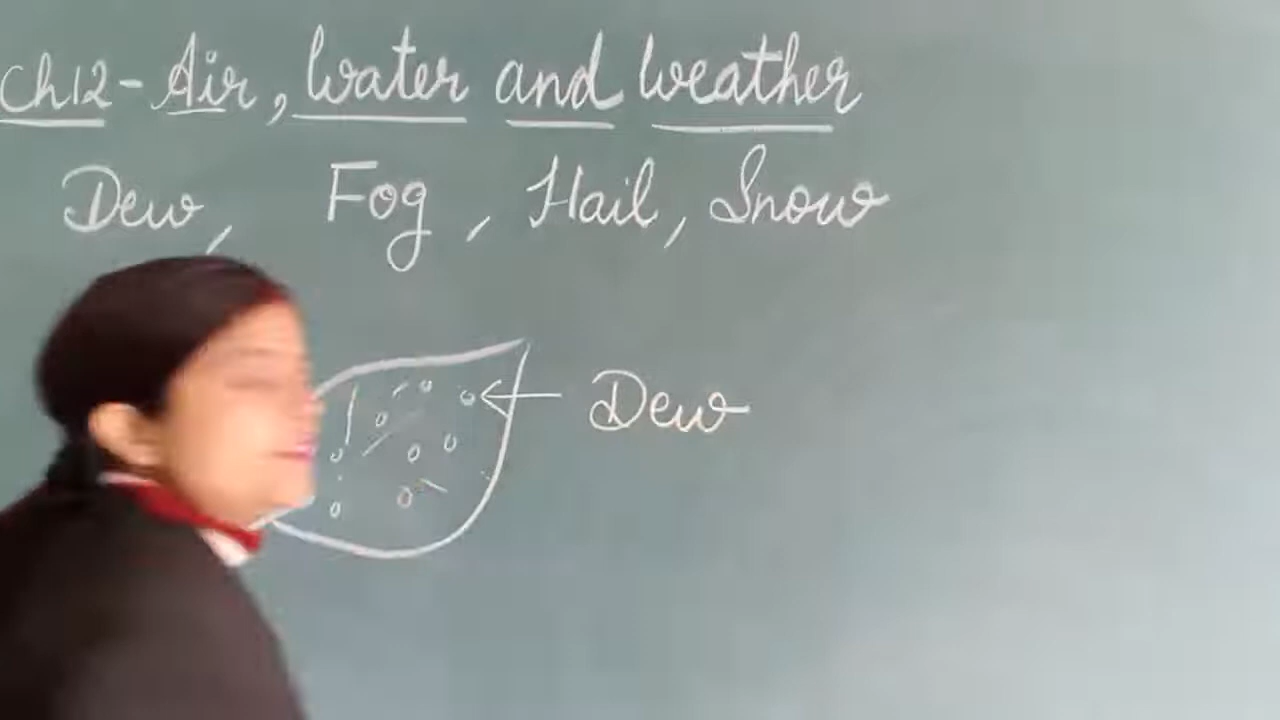 Ch12 - Air, Water and Weather
Dew, Fog, Hail, Snow
Dew